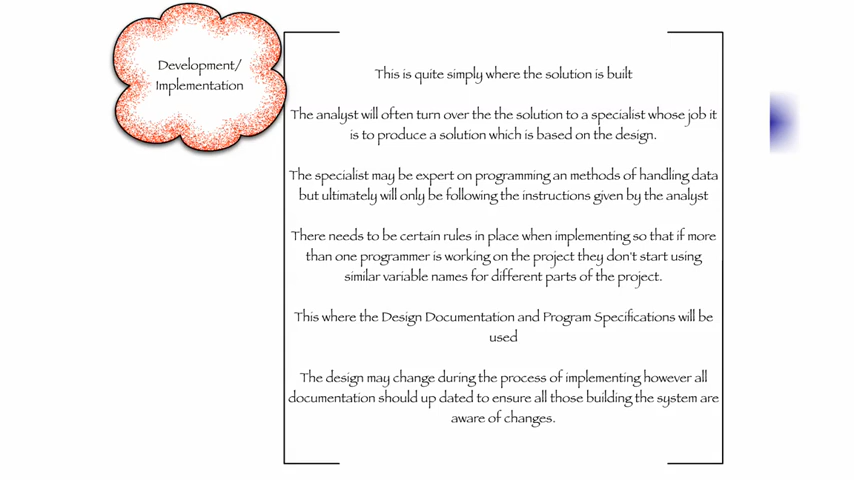 Development/
Implementation
This is quite simply where the solution is built
The analyst will often turn over the the solution to a specialist whose job it
is to produce a solution which is based on the design.
The specialist may be expert on programming an methods of handling data
but ultimately will only be following the instructions given by the analyst
There needs to be certain rules in place when implementing so that if more
than one programmer is working on the project they don't start using
similar variable names for different parts of the project.
This where the Design Documentation and Program Specifications will be
used
The design may change during the process of implementing however all
documentation should up dated to ensure all those building the system are
aware of changes.